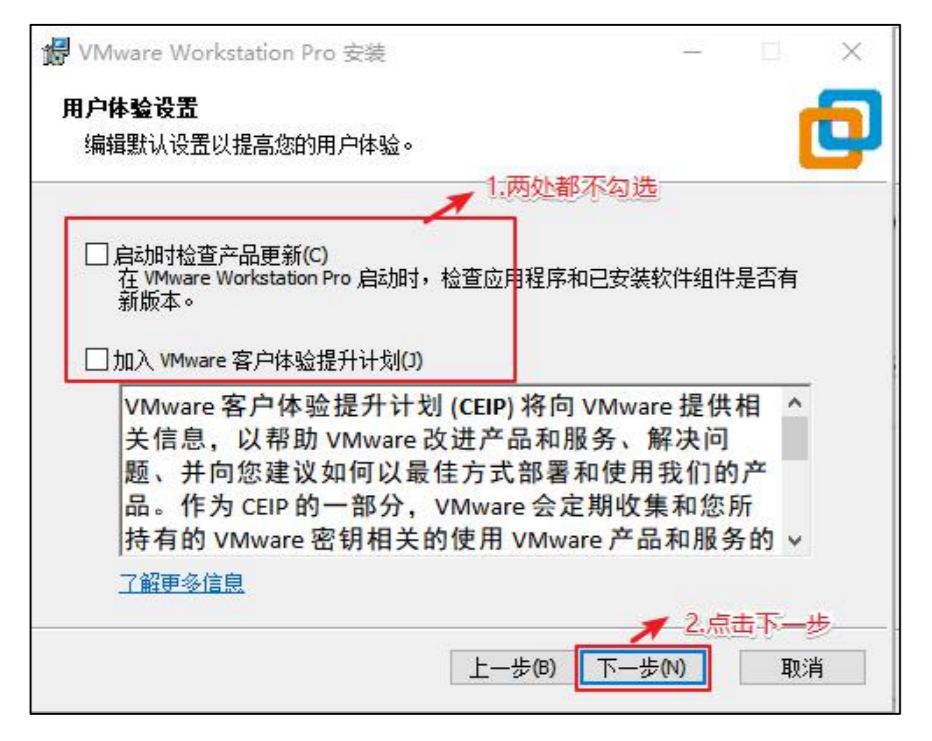 VMware Workstation Pro 安装
用户体验设置
编辑默认设置以提高您的用户体验。
1.两处都不勾选
启动时检查产品更新(C)
在 VMware Workstation Pro 启动时，检查应用程序和已安装软件组件是否有
新版本。
加入 VMware 客户体验提升计划(J)
VMware 客户体验提升计划 (CEIP) 将向 VMware 提供相
关信息，以帮助 VMware 改进产品和服务、解决问
题、并向您建议如何以最佳方式部署和使用我们的产
品。作为 CEIP 的一部分，VMware 会定期收集和您所
持有的 VMware 密钥相关的使用 VMware 产品和服务的
了解更多信息
2.点击下一步
上一步(B) 下一步(N) 取消